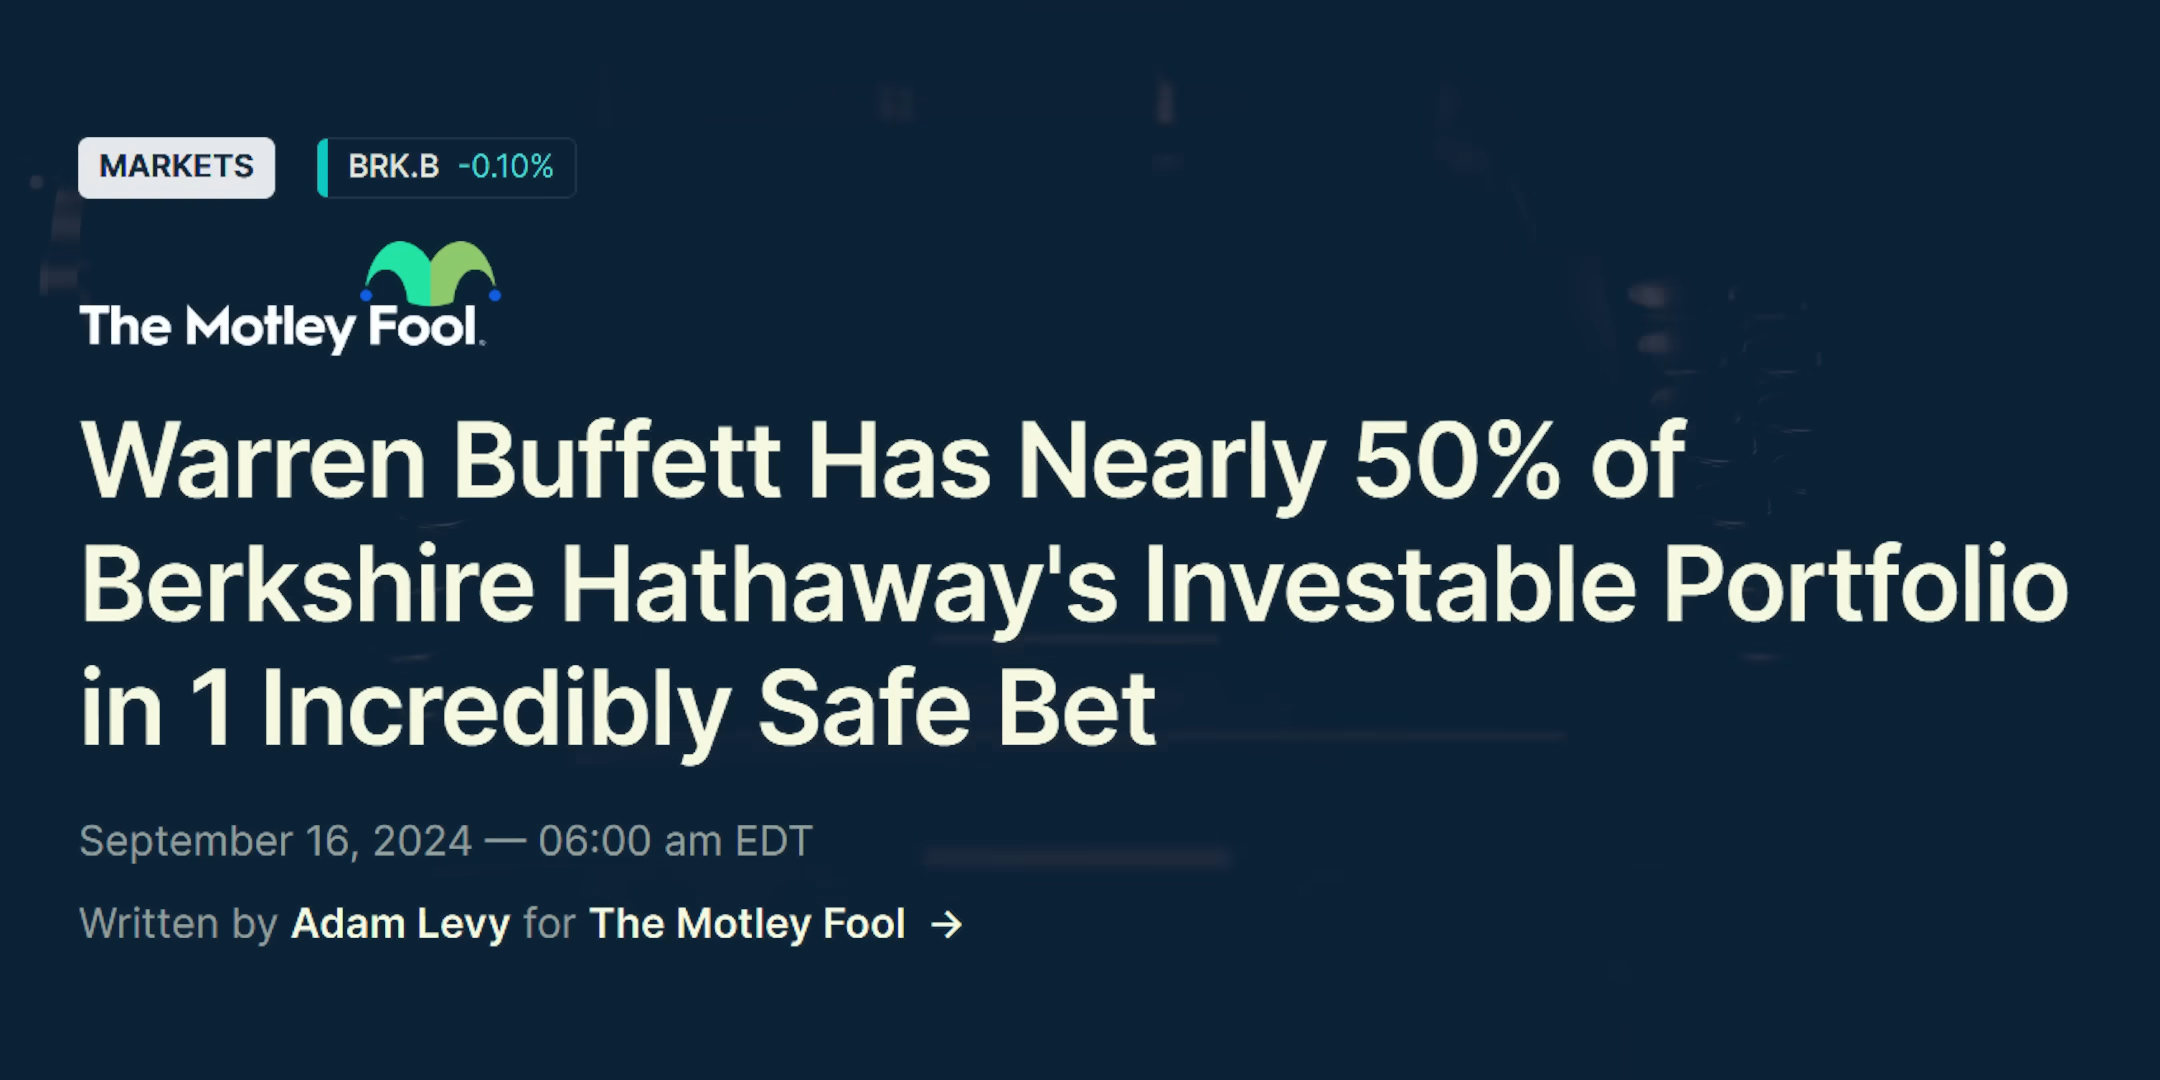 MARKETS
BRK.B -0.10%
The Motley Fool.
Warren Buffett Has Nearly 50% of
Berkshire Hathaway's Investable Portfolio
in 1 Incredibly Safe Bet
September 16, 2024 — 06:00 am EDT
Written by Adam Levy for The Motley Fool →